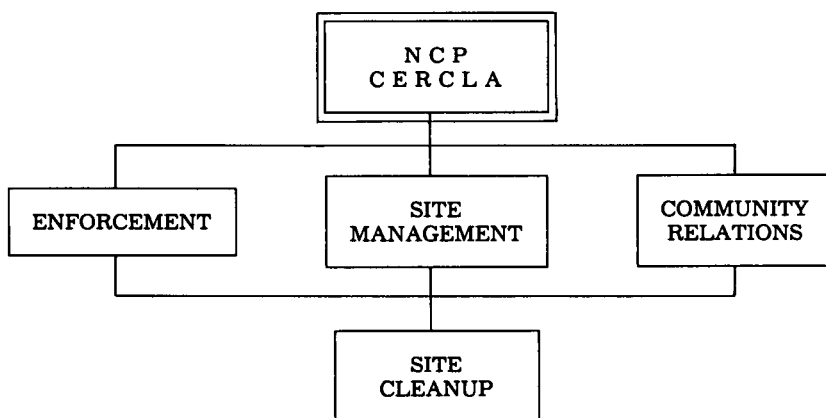 N C P
C E R C L A
ENFORCEMENT
SITE
MANAGEMENT
COMMUNITY
RELATIONS
SITE
CLEANUP